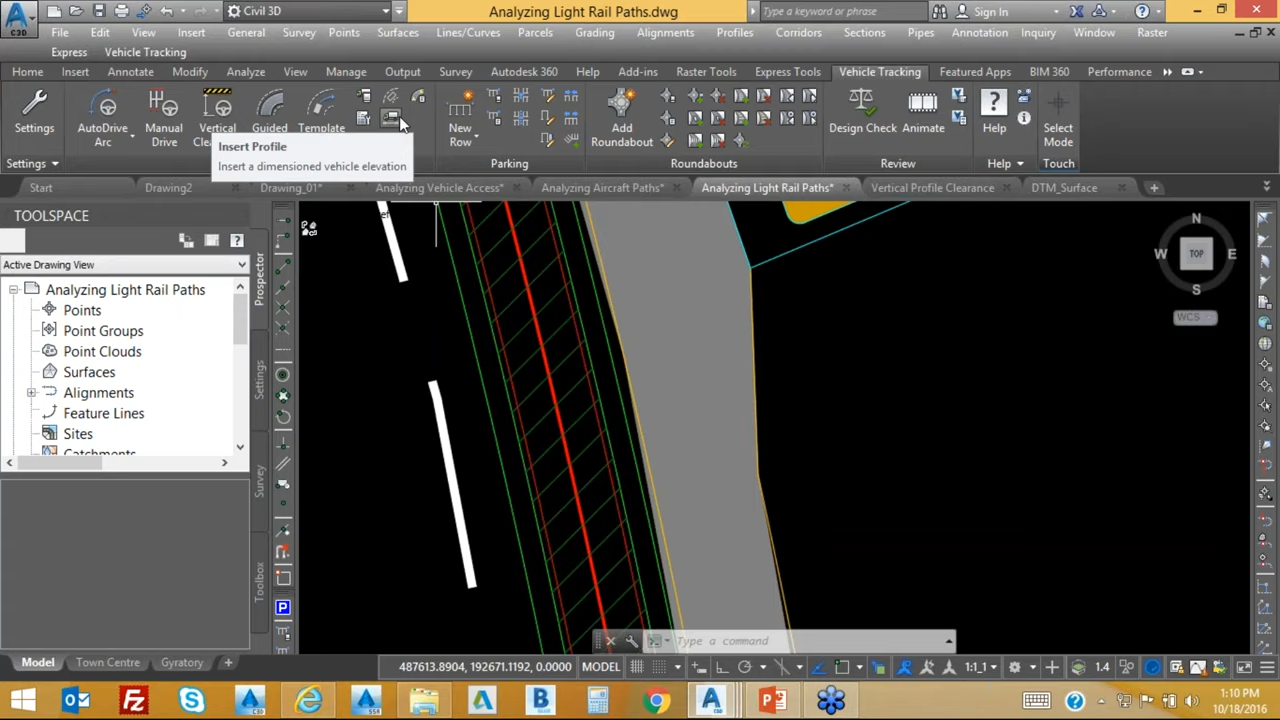 C3D
Civil 3D
Analyzing Light Rail Paths.dwg
Type a keyword or phrase
Sign In
File Edit View Insert General Survey Points Surfaces Lines/Curves Parcels Grading Alignments Profiles Corridors Sections Pipes Annotation Inquiry Window Raster
Express Vehicle Tracking
Home Insert Annotate Modify Analyze View Manage Output Survey Autodesk 360 Help Add-ins Raster Tools Express Tools Vehicle Tracking Featured Apps BIM 360 Performance
Settings AutoDrive Manual Vertical Guided Template New Add Design Check Animate Help Select
Arc Drive Row Roundabout Mode
Insert Profile
Insert a dimensioned vehicle elevation
Settings Parking Roundabouts Review Help Touch
Start Drawing2 Drawing_01* Analyzing Vehicle Access* Analyzing Aircraft Paths* Analyzing Light Rail Paths* Vertical Profile Clearance DTM_Surface
TOOLSPACE
Active Drawing View
Analyzing Light Rail Paths
Points
Point Groups
Point Clouds
Surfaces
Alignments
Feature Lines
Sites
Catchments
Prospector
Settings
Survey
Toolbox
P
N
W TOP E
S
WCS
Type a command
Model Town Centre Gyratory
487613.8904, 192671.1192, 0.0000 MODEL 1:1 1.4
1:10 PM
10/18/2016